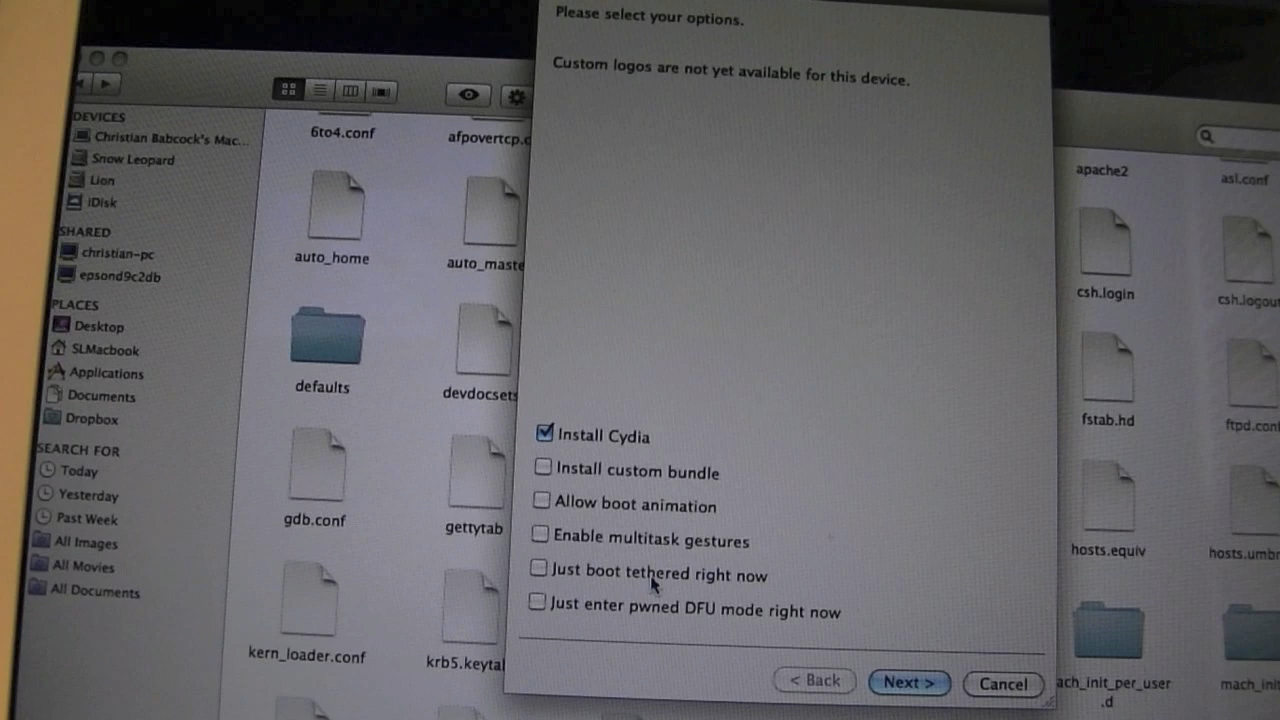 Please select your options.
Custom logos are not yet available for this device.
DEVICES
Christian Babcock's Mac...
Snow Leopard
Lion
iDisk
SHARED
christian-pc
epsond9c2db
PLACES
Desktop
SLMacbook
Applications
Documents
Dropbox
SEARCH FOR
Today
Yesterday
Past Week
All Images
All Movies
All Documents
6to4.conf
afpovertcp.c
auto_home
auto_maste
defaults
devdocsets
gdb.conf
gettytab
kern_loader.conf
krb5.keytal
Install Cydia
Install custom bundle
Allow boot animation
Enable multitask gestures
Just boot tethered right now
Just enter pwned DFU mode right now
< Back
Next >
Cancel
apache2
asl.conf
csh.login
csh.logou
fstab.hd
ftpd.con
hosts.equiv
hosts.umbr
ach_init_per_user
.d
mach_init